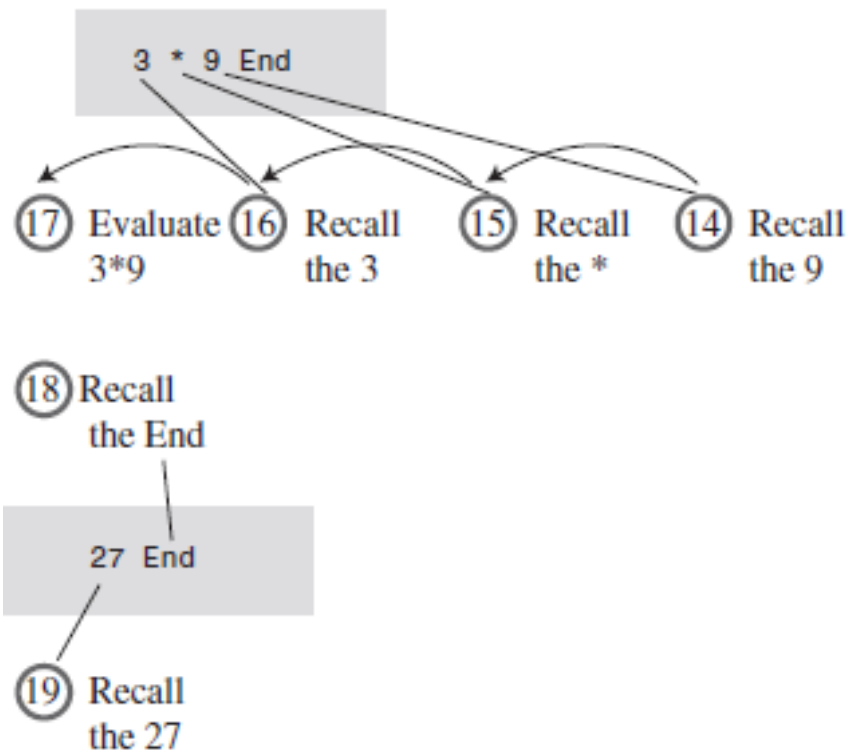 3 * 9 End
17 Evaluate 16 Recall 15 Recall 14 Recall
3*9 the 3 the * the 9
18 Recall
the End
27 End
19 Recall
the 27